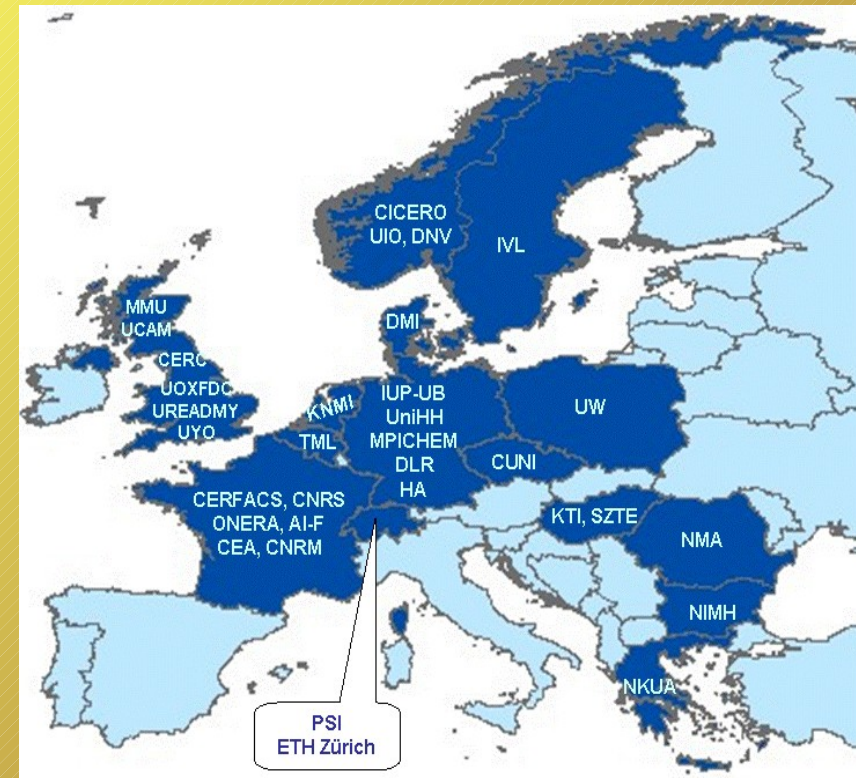 CICERO
UIO, DNV
IVL
MMU
UCAM
CERC
UOXFDC
UREADMY
UYO
DMI
KNMI
TML
IUP-UB
UniHH
MPICHEM
DLR
HA
UW
CUNI
CERFACS, CNRS
ONERA, AI-F
CEA, CNRM
KTI, SZTE
NMA
NIMH
NKUA
PSI
ETH Zürich